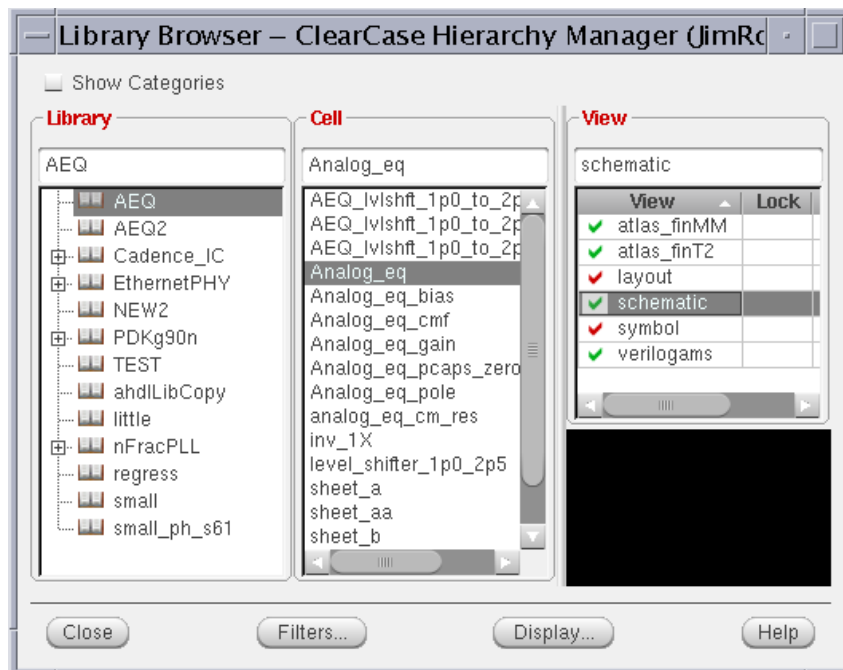 Library Browser – ClearCase Hierarchy Manager (JimRo
Show Categories
Library
AEQ
AEQ
AEQ2
Cadence_IC
EthernetPHY
NEW2
PDKg90n
TEST
ahdlLibCopy
little
nFracPLL
regress
small
small_ph_s61
Cell
Analog_eq
AEQ_lvlshft_1p0_to_2p
AEQ_lvlshft_1p0_to_2p
AEQ_lvlshft_1p0_to_2p
Analog_eq
Analog_eq_bias
Analog_eq_cmf
Analog_eq_gain
Analog_eq_pcaps_zero
Analog_eq_pole
analog_eq_cm_res
inv_1X
level_shifter_1p0_2p5
sheet_a
sheet_aa
sheet_b
View
schematic
View Lock
atlas_finMM
atlas_finT2
layout
schematic
symbol
verilogams
Close Filters... Display... Help